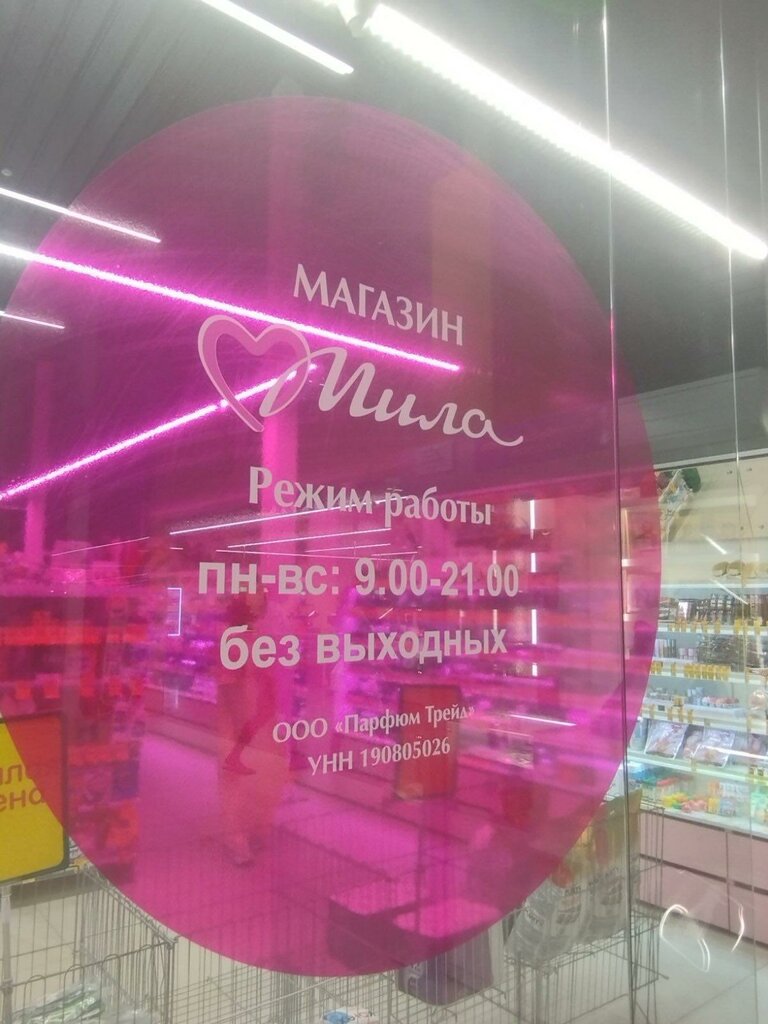 МАГАЗИН
Мила
Режим работы
пн-вс: 9.00-21.00
без выходных
ООО «Парфюм Трейд»
УНН 190805026